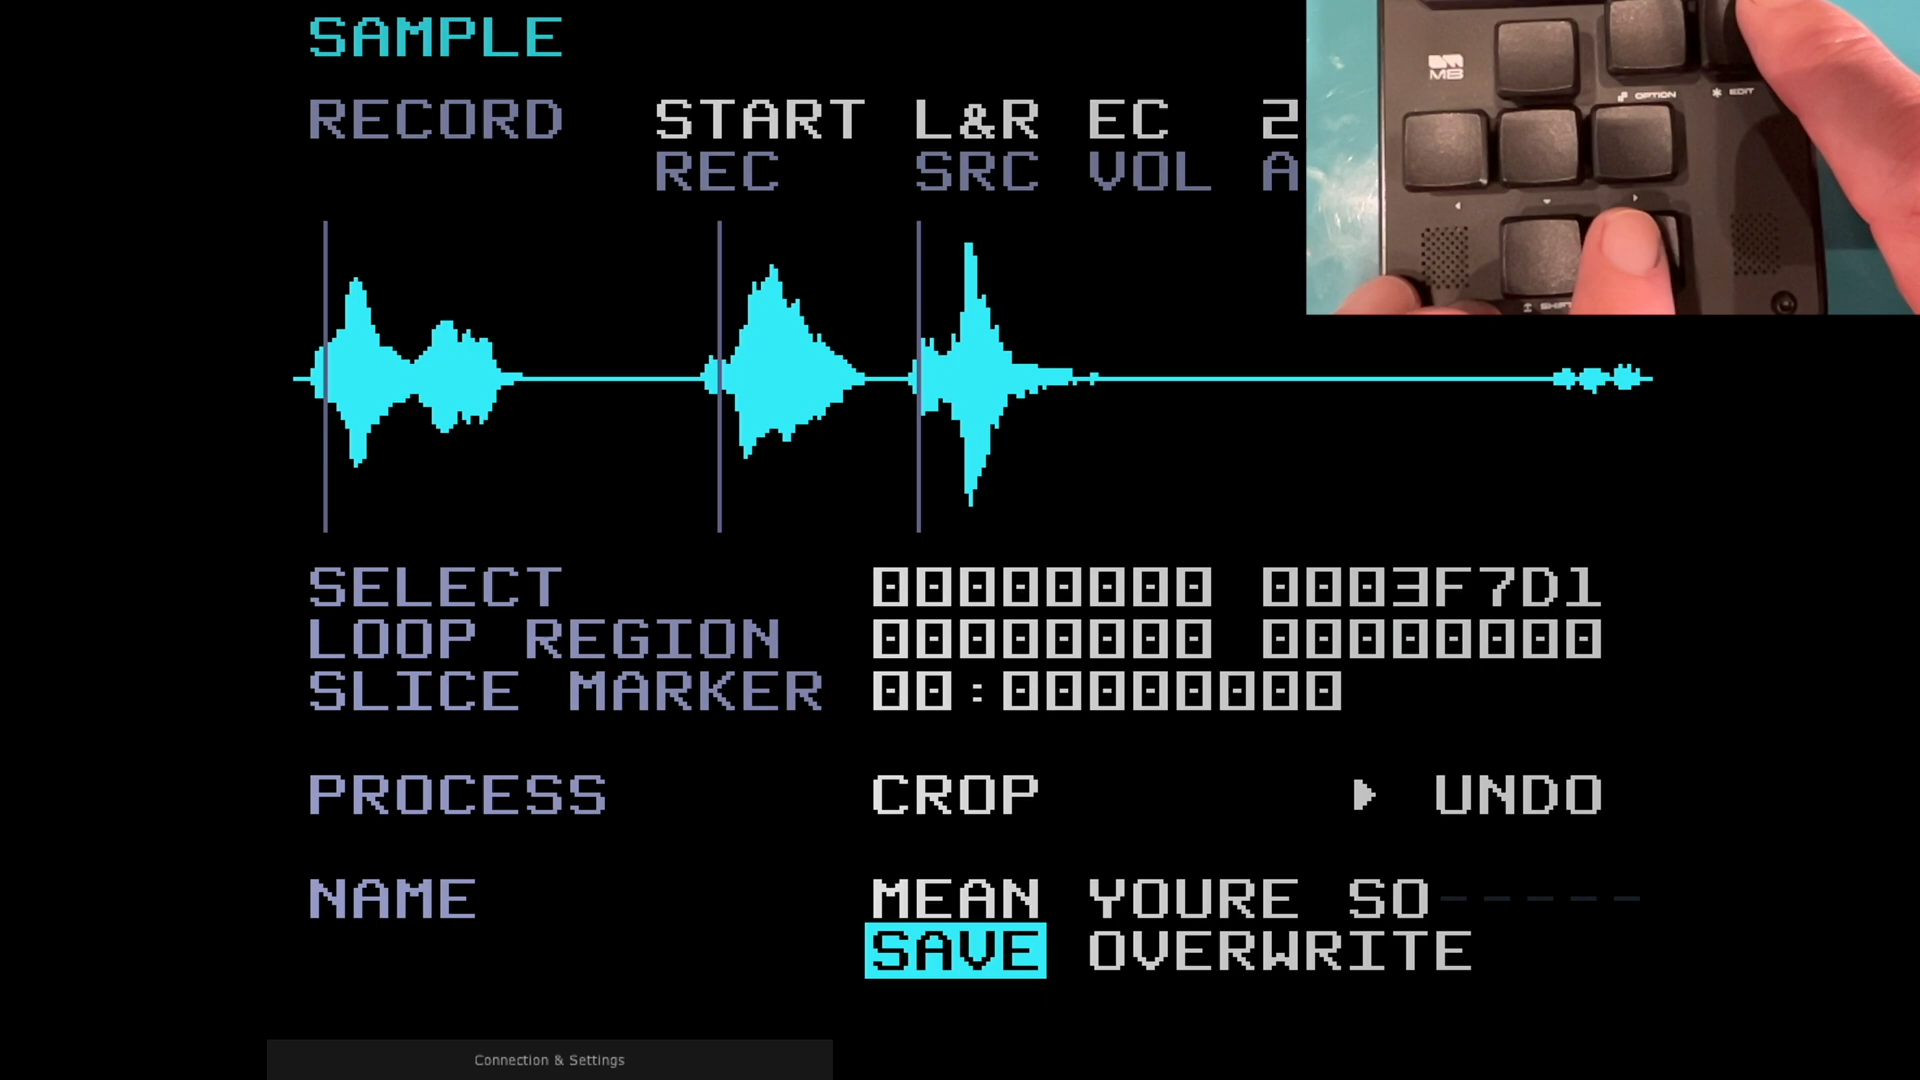 SAMPLE
RECORD START L&R EC 2
REC SRC VOL A
M8
OPTION
EDIT
SELECT 00000000 0003F7D1
LOOP REGION 00000000 00000000
SLICE MARKER 00:00000000
PROCESS CROP UNDO
NAME MEAN YOURE SO-----
SAVE OVERWRITE
Connection & Settings